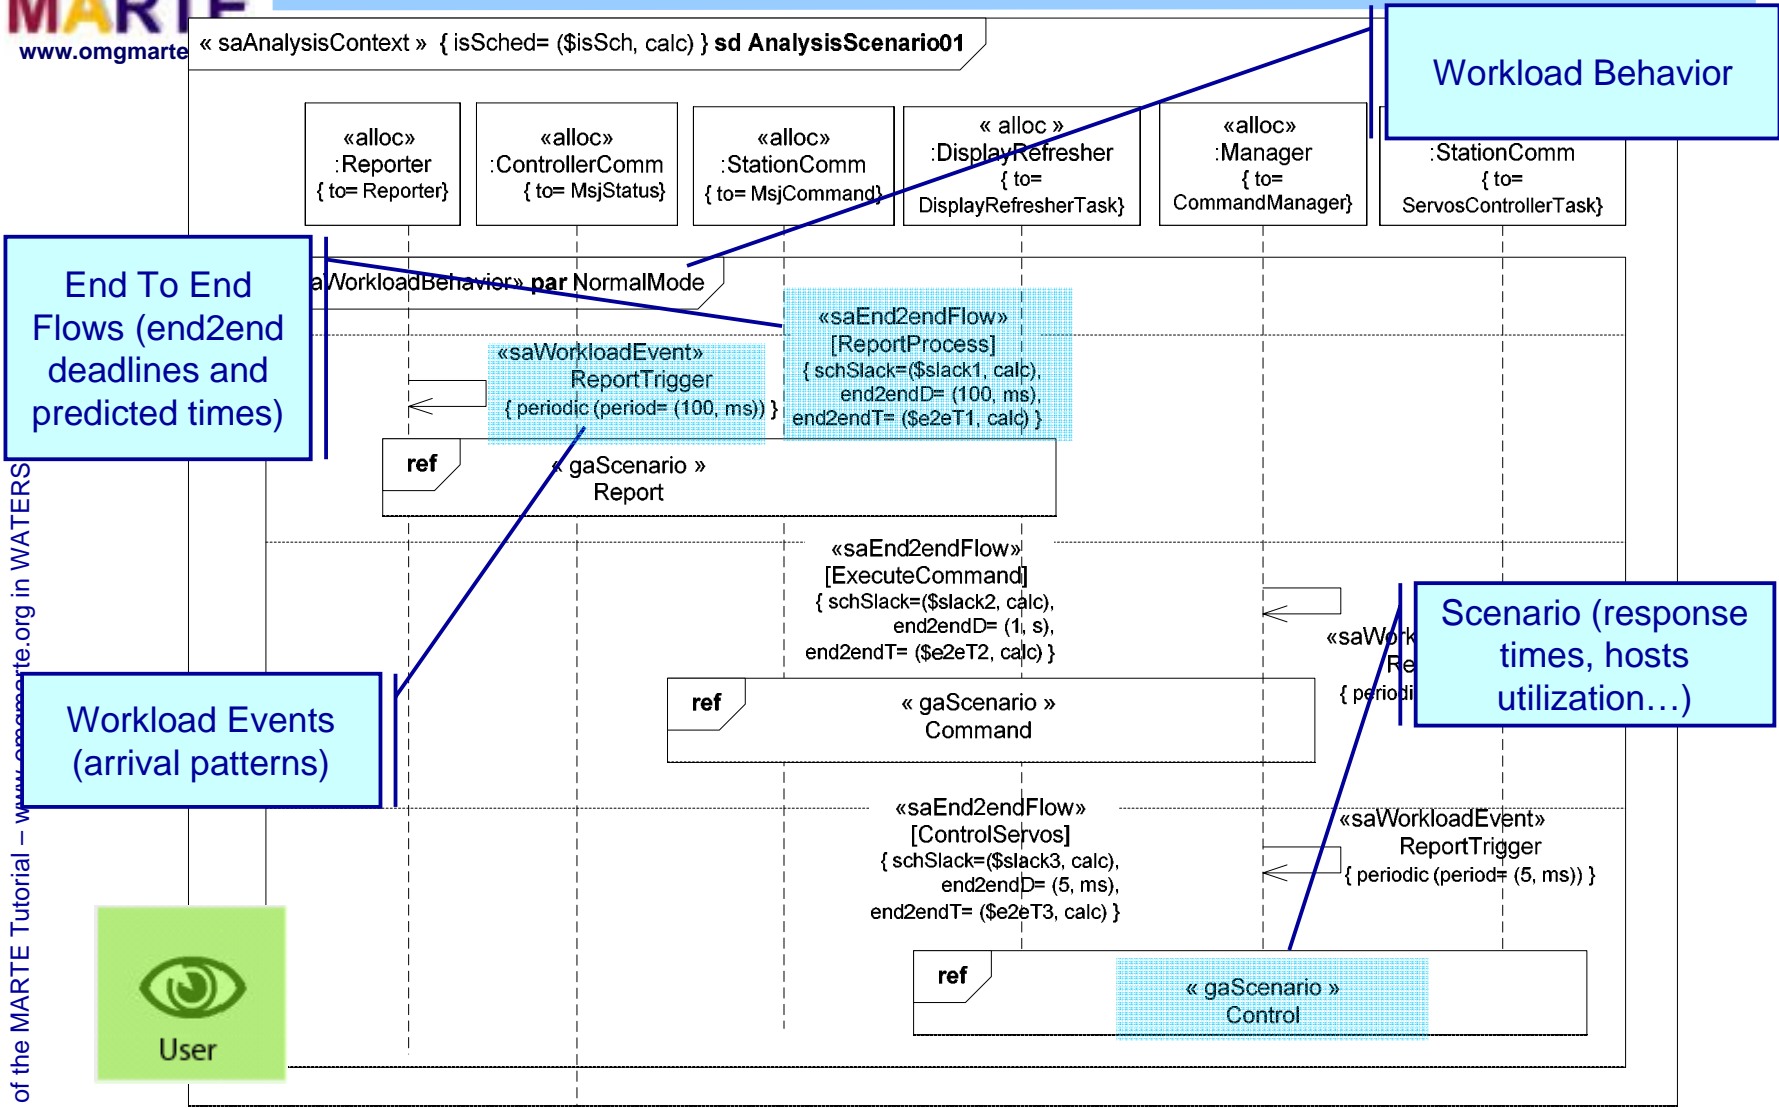 MARTE
www.omgmarte
« saAnalysisContext » { isSched= ($isSch, calc) } sd AnalysisScenario01
Workload Behavior
«alloc»
:Reporter
{ to= Reporter}
«alloc»
:ControllerComm
{ to= MsjStatus}
«alloc»
:StationComm
{ to= MsjCommand}
« alloc »
:DisplayRefresher
{ to=
DisplayRefresherTask}
«alloc»
:Manager
{ to=
CommandManager}
:StationComm
{ to=
ServosControllerTask}
End To End
Flows (end2end
deadlines and
predicted times)
aWorkloadBehavior» par NormalMode
«saEnd2endFlow»
[ReportProcess]
{ schSlack=($slack1, calc),
end2endD= (100, ms),
end2endT= ($e2eT1, calc) }
«saWorkloadEvent»
ReportTrigger
{ periodic (period= (100, ms)) }
ref
« gaScenario »
Report
«saEnd2endFlow»
[ExecuteCommand]
{ schSlack=($slack2, calc),
end2endD= (1, s),
end2endT= ($e2eT2, calc) }
«saWork
Re
{ periodi
Scenario (response
times, hosts
utilization…)
ref
« gaScenario »
Command
Workload Events
(arrival patterns)
«saEnd2endFlow»
[ControlServos]
{ schSlack=($slack3, calc),
end2endD= (5, ms),
end2endT= ($e2eT3, calc) }
«saWorkloadEvent»
ReportTrigger
{ periodic (period= (5, ms)) }
ref
« gaScenario »
Control
User
of the MARTE Tutorial – www.omgmarte.org in WATERS